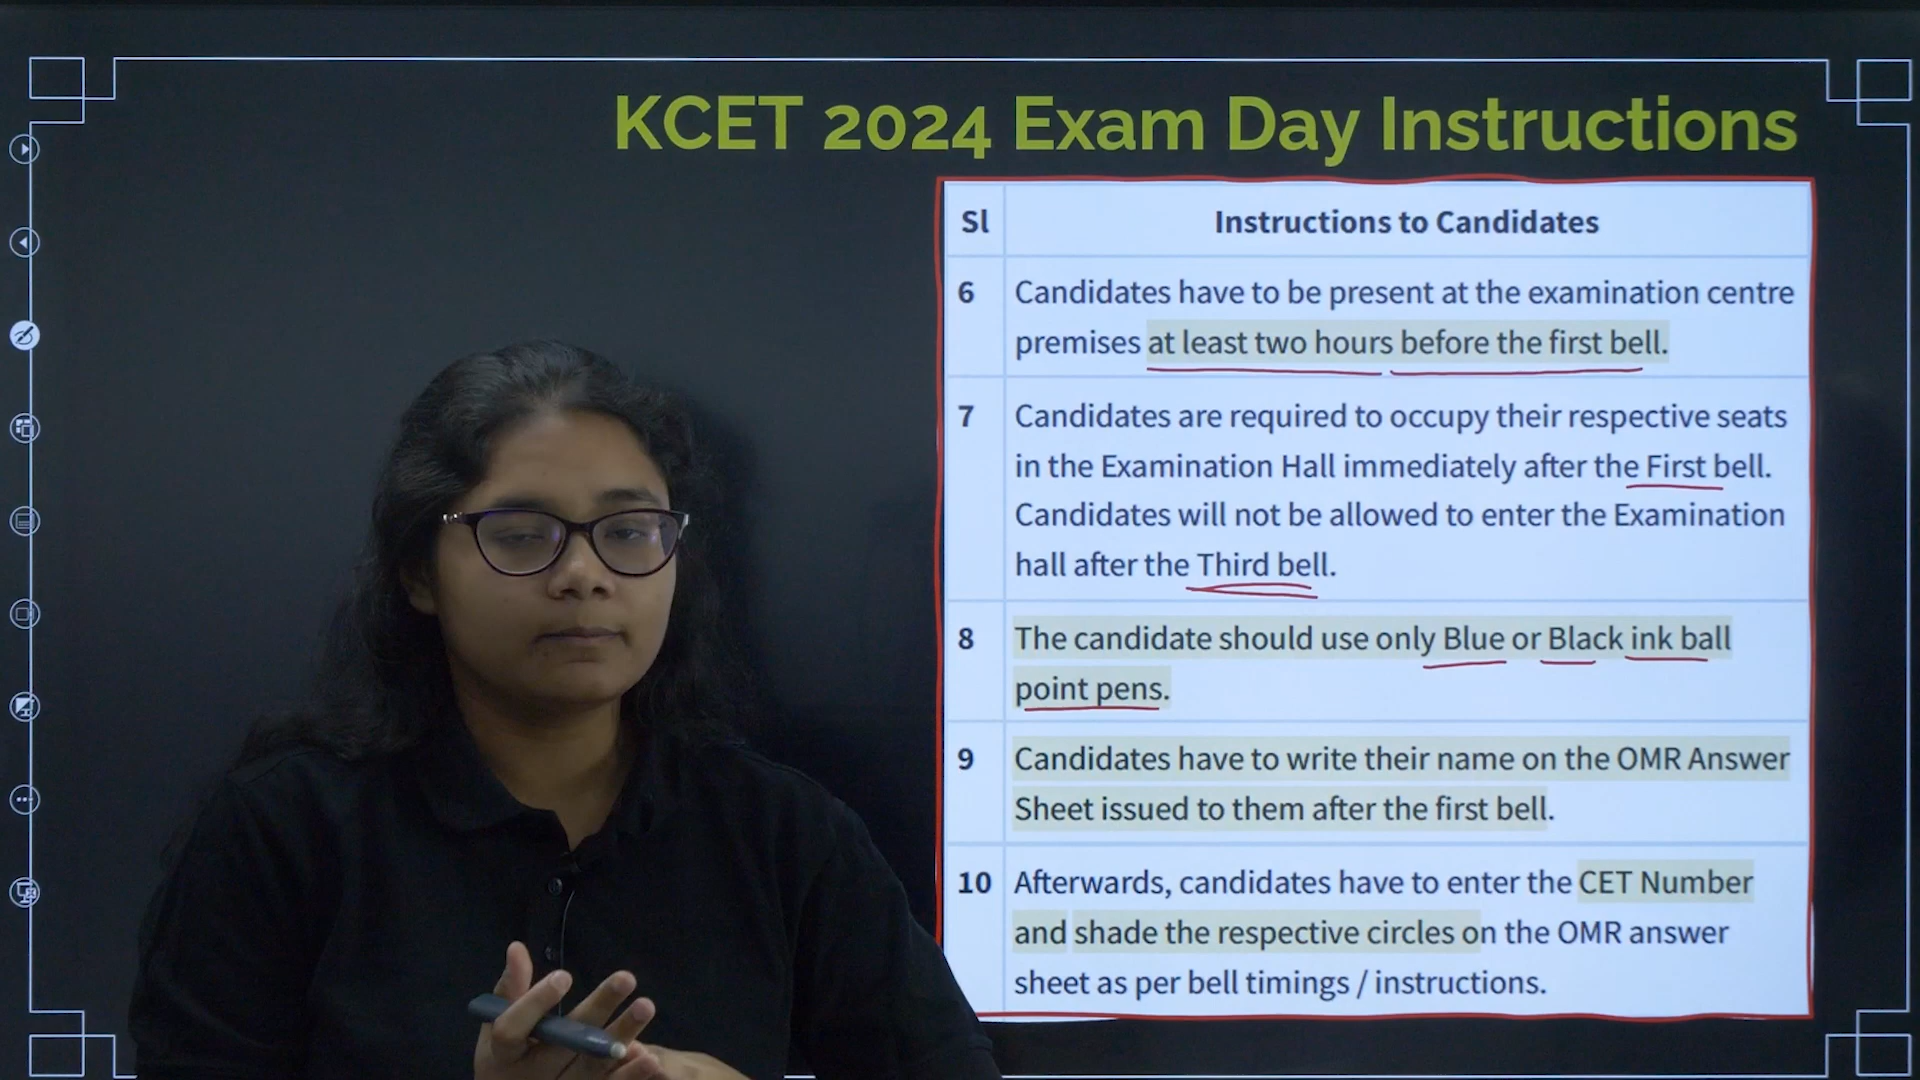 KCET 2024 Exam Day Instructions
Sl Instructions to Candidates
6 Candidates have to be present at the examination centre
premises at least two hours before the first bell.
7 Candidates are required to occupy their respective seats
in the Examination Hall immediately after the First bell.
Candidates will not be allowed to enter the Examination
hall after the Third bell.
8 The candidate should use only Blue or Black ink ball
point pens.
9 Candidates have to write their name on the OMR Answer
Sheet issued to them after the first bell.
10 Afterwards, candidates have to enter the CET Number
and shade the respective circles on the OMR answer
sheet as per bell timings / instructions.